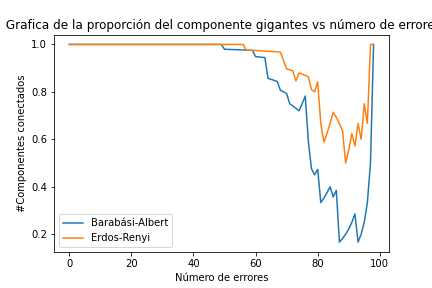 Grafica de la proporción del componente gigantes vs número de errore
1.0
0.8
0.6
0.4
0.2
#Componentes conectados
Barabási-Albert
Erdos-Renyi
0 20 40 60 80 100
Número de errores